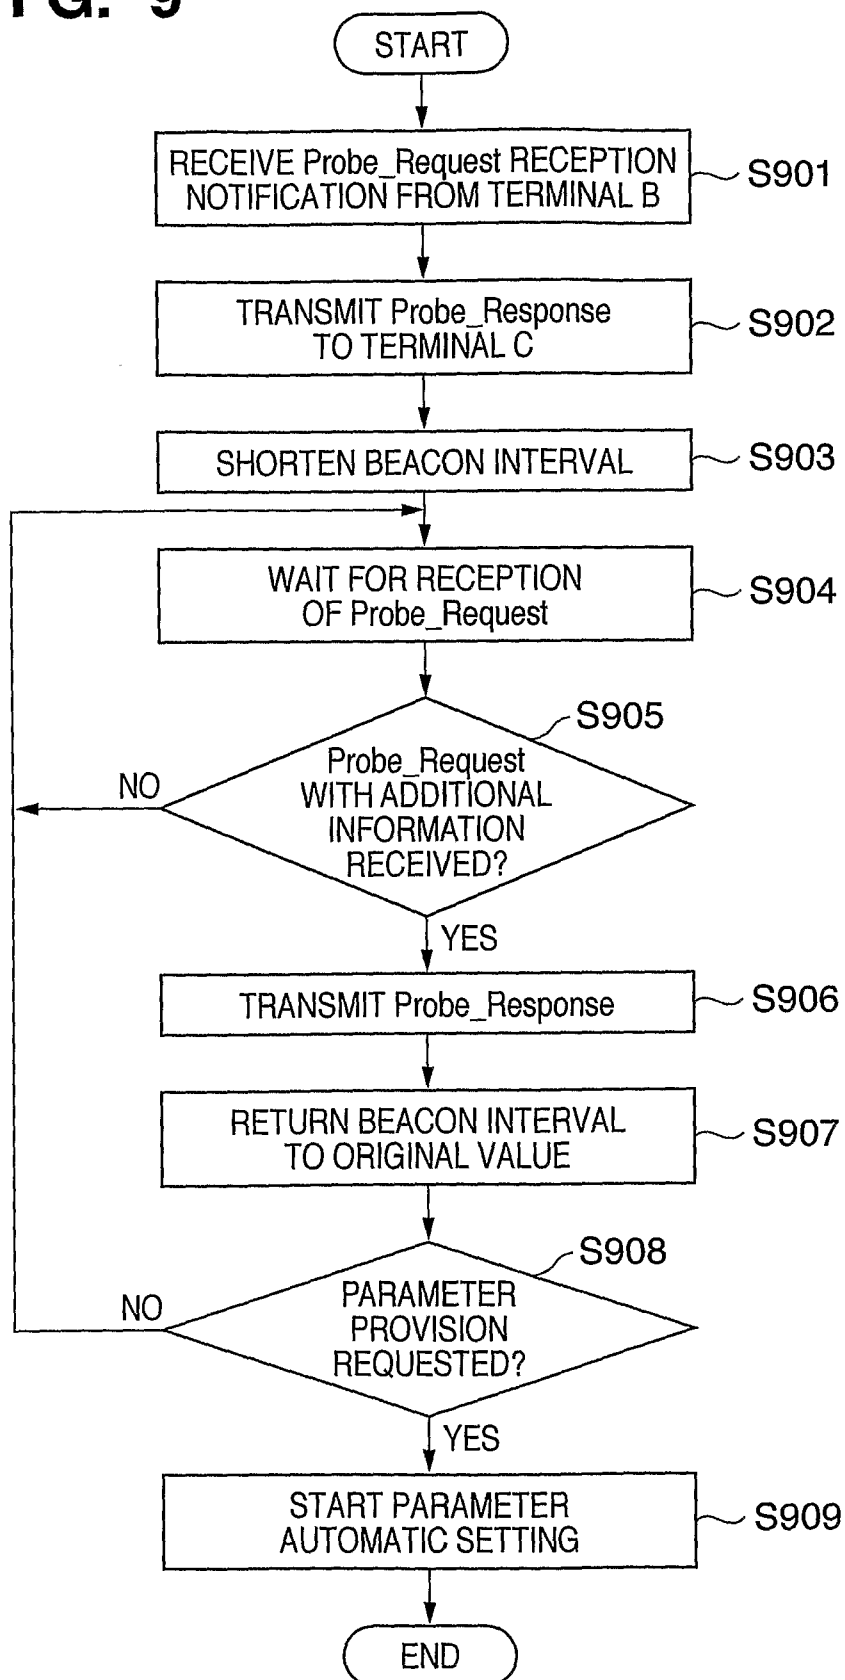 FG. 9
START
RECEIVE Probe_Request RECEPTION
NOTIFICATION FROM TERMINAL B
S901
TRANSMIT Probe_Response
TO TERMINAL C
S902
SHORTEN BEACON INTERVAL
S903
WAIT FOR RECEPTION
OF Probe_Request
S904
S905
Probe_Request
WITH ADDITIONAL
INFORMATION
RECEIVED?
NO
YES
TRANSMIT Probe_Response
S906
RETURN BEACON INTERVAL
TO ORIGINAL VALUE
S907
S908
PARAMETER
PROVISION
REQUESTED?
NO
YES
START PARAMETER
AUTOMATIC SETTING
S909
END